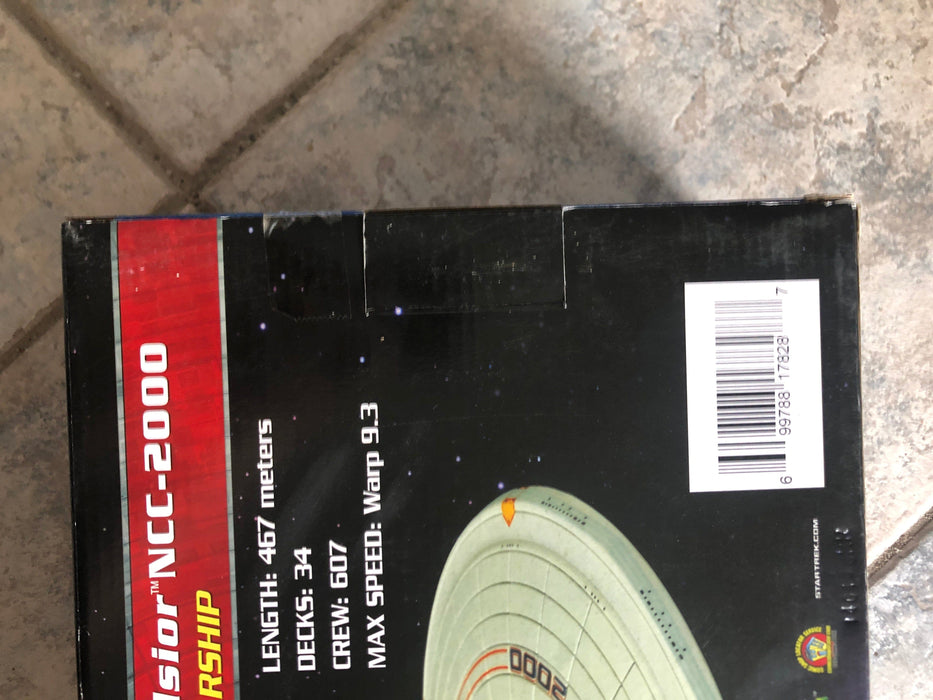 sior™ NCC-2000
RSHIP
LENGTH: 467 meters
DECKS: 34
CREW: 607
MAX SPEED: Warp 9.3
2000
6 99788 17828 7
STARTREK.COM